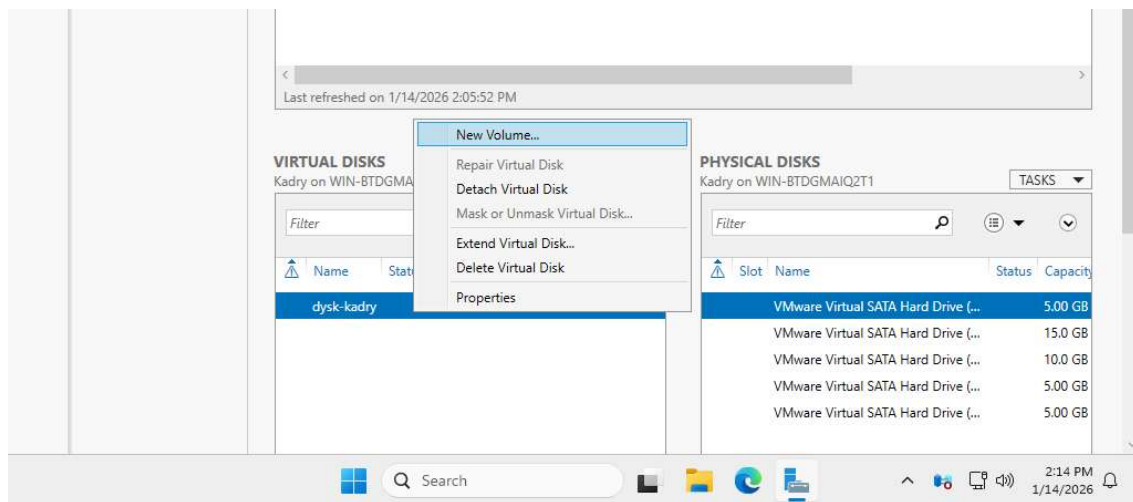 Last refreshed on 1/14/2026 2:05:52 PM
New Volume...
Repair Virtual Disk
Detach Virtual Disk
Mask or Unmask Virtual Disk...
Extend Virtual Disk...
Delete Virtual Disk
Properties
VIRTUAL DISKS
Kadry on WIN-BTDGMA
Filter
Name Stat
dysk-kadry
PHYSICAL DISKS
Kadry on WIN-BTDGMAIQ2T1
TASKS
Filter
Slot Name Status Capacity
VMware Virtual SATA Hard Drive (... 5.00 GB
VMware Virtual SATA Hard Drive (... 15.0 GB
VMware Virtual SATA Hard Drive (... 10.0 GB
VMware Virtual SATA Hard Drive (... 5.00 GB
VMware Virtual SATA Hard Drive (... 5.00 GB
Search
2:14 PM
1/14/2026